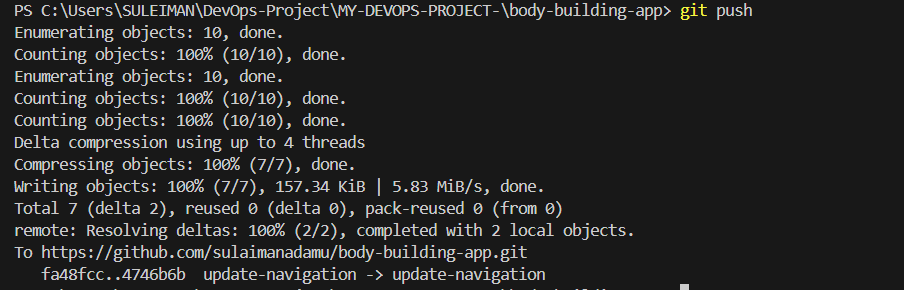 PS C:\Users\SULEIMAN\DevOps-Project\MY-DEVOPS-PROJECT-\body-building-app> git push
Enumerating objects: 10, done.
Counting objects: 100% (10/10), done.
Enumerating objects: 10, done.
Counting objects: 100% (10/10), done.
Counting objects: 100% (10/10), done.
Delta compression using up to 4 threads
Compressing objects: 100% (7/7), done.
Writing objects: 100% (7/7), 157.34 KiB | 5.83 MiB/s, done.
Total 7 (delta 2), reused 0 (delta 0), pack-reused 0 (from 0)
remote: Resolving deltas: 100% (2/2), completed with 2 local objects.
To https://github.com/sulaimanadamu/body-building-app.git
   fa48fcc..4746b6b  update-navigation -> update-navigation